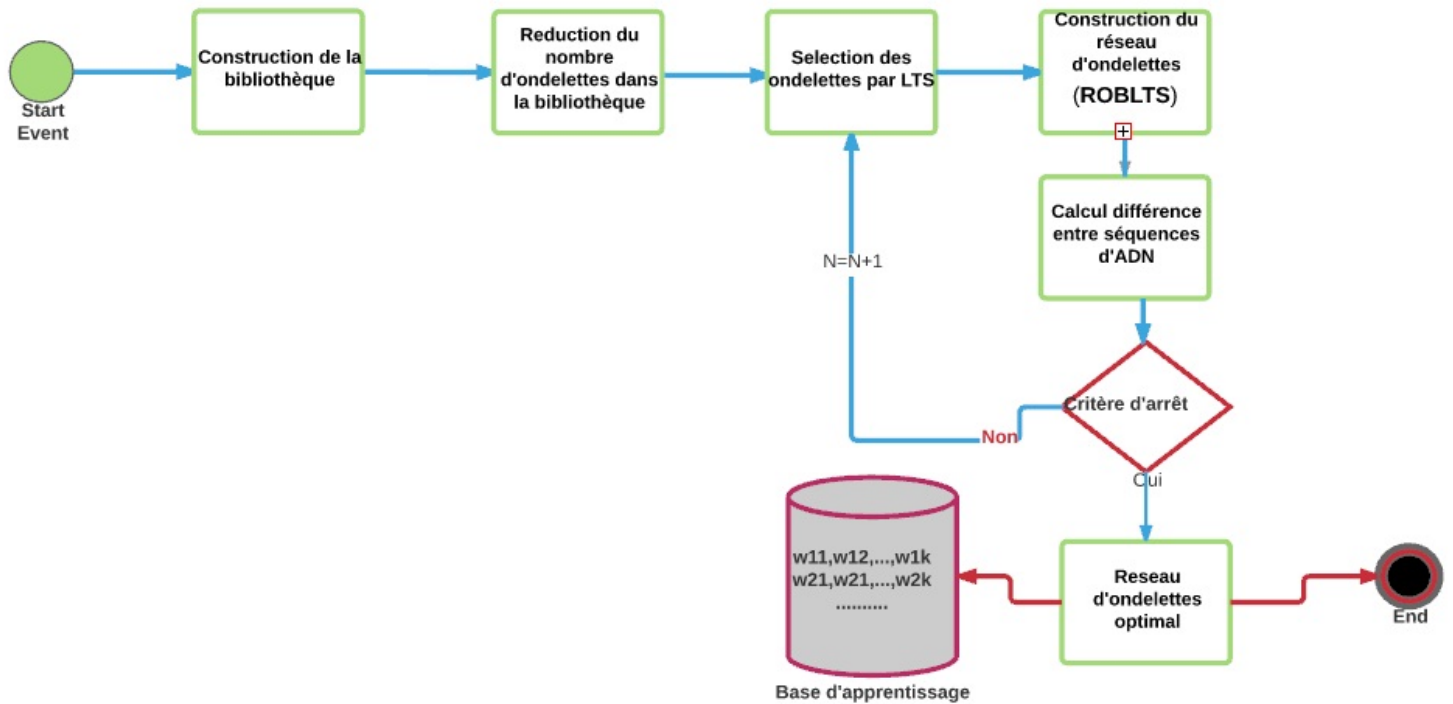 Start
Event
Construction de la
bibliothèque
Reduction du
nombre
d'ondelettes dans
la bibliothèque
Selection des
ondelettes par LTS
Construction du
réseau
d'ondelettes
(ROBLTS)
Calcul différence
entre séquences
d'ADN
N=N+1
Critère d'arrêt
Non
Oui
w11,w12,...,w1k
w21,w21,...,w2k
..........
Base d'apprentissage
Reseau
d'ondelettes
optimal
End